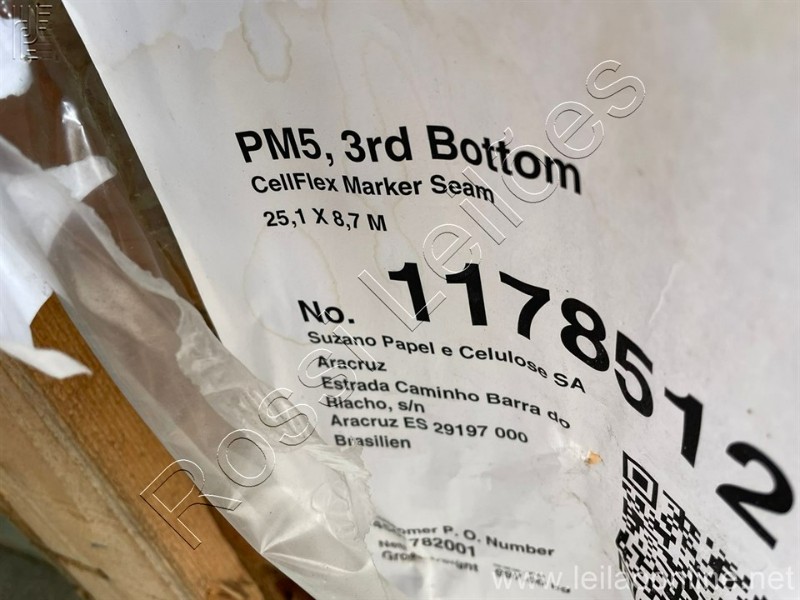 PM5, 3rd Bottom
CellFlex Marker Seam
25,1 X 8,7 M
No. 1178512
Suzano Papel e Celulose SA
Aracruz
Estrada Caminho Barra do
Riacho, s/n
Aracruz ES 29197 000
Brasilien
P. O. Number
782001
Rossi Leilões
www.leilaoonline.net